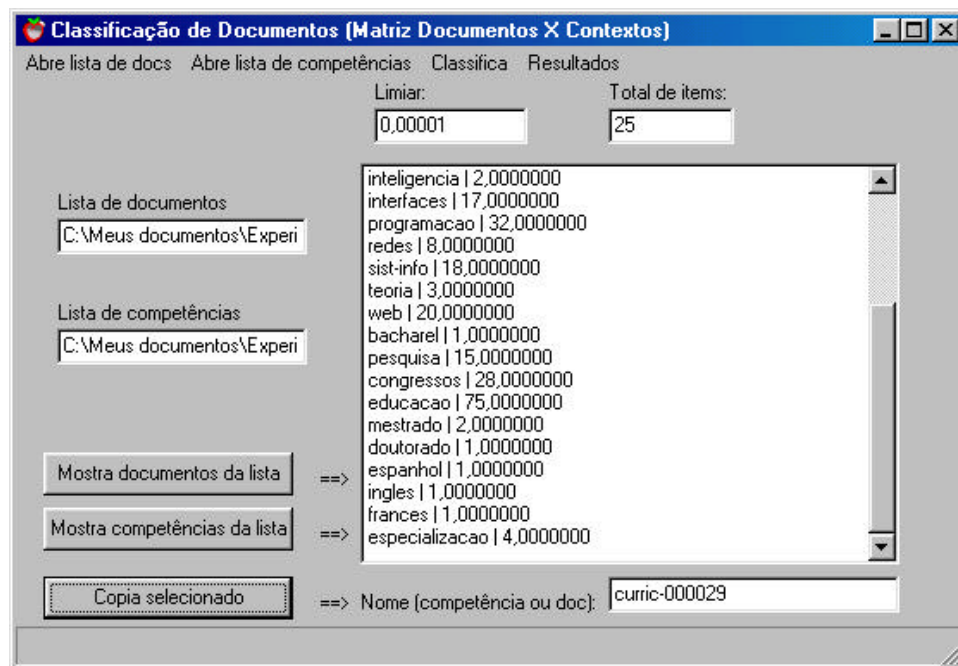 Classificação de Documentos (Matriz Documentos X Contextos)
Abre lista de docs Abre lista de competências Classifica Resultados
Limiar: Total de items:
0,00001 25
Lista de documentos
C:\Meus documentos\Experi
Lista de competências
C:\Meus documentos\Experi
inteligencia | 2,0000000
interfaces | 17,0000000
programacao | 32,0000000
redes | 8,0000000
sist-info | 18,0000000
teoria | 3,0000000
web | 20,0000000
bacharel | 1,0000000
pesquisa | 15,0000000
congressos | 28,0000000
educacao | 75,0000000
mestrado | 2,0000000
doutorado | 1,0000000
espanhol | 1,0000000
ingles | 1,0000000
frances | 1,0000000
especializacao | 4,0000000
Mostra documentos da lista ==>
Mostra competências da lista ==>
Copia selecionado ==> Nome (competência ou doc): curric-000029